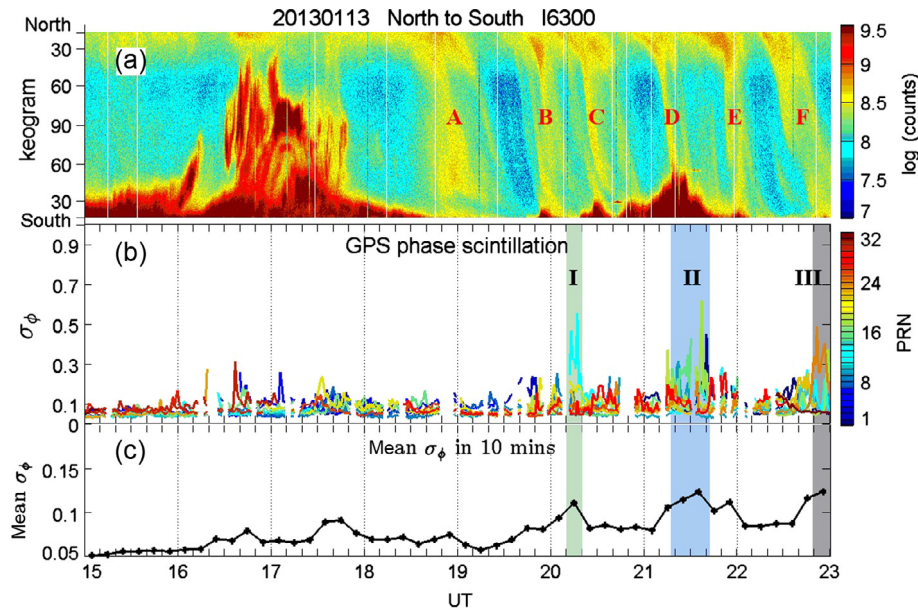 20130113 North to South I6300
North
30
60
90
60
30
South
keogram
(a)
A
B
C
D
E
F
9.5
9
8.5
8
7.5
7
log (counts)
(b)
GPS phase scintillation
0.9
0.7
0.5
0.3
0.1
0
σϕ
I
II
III
32
24
16
8
1
PRN
(c)
Mean σϕ in 10 mins
0.15
0.1
0.05
Mean σϕ
15 16 17 18 19 20 21 22 23
UT